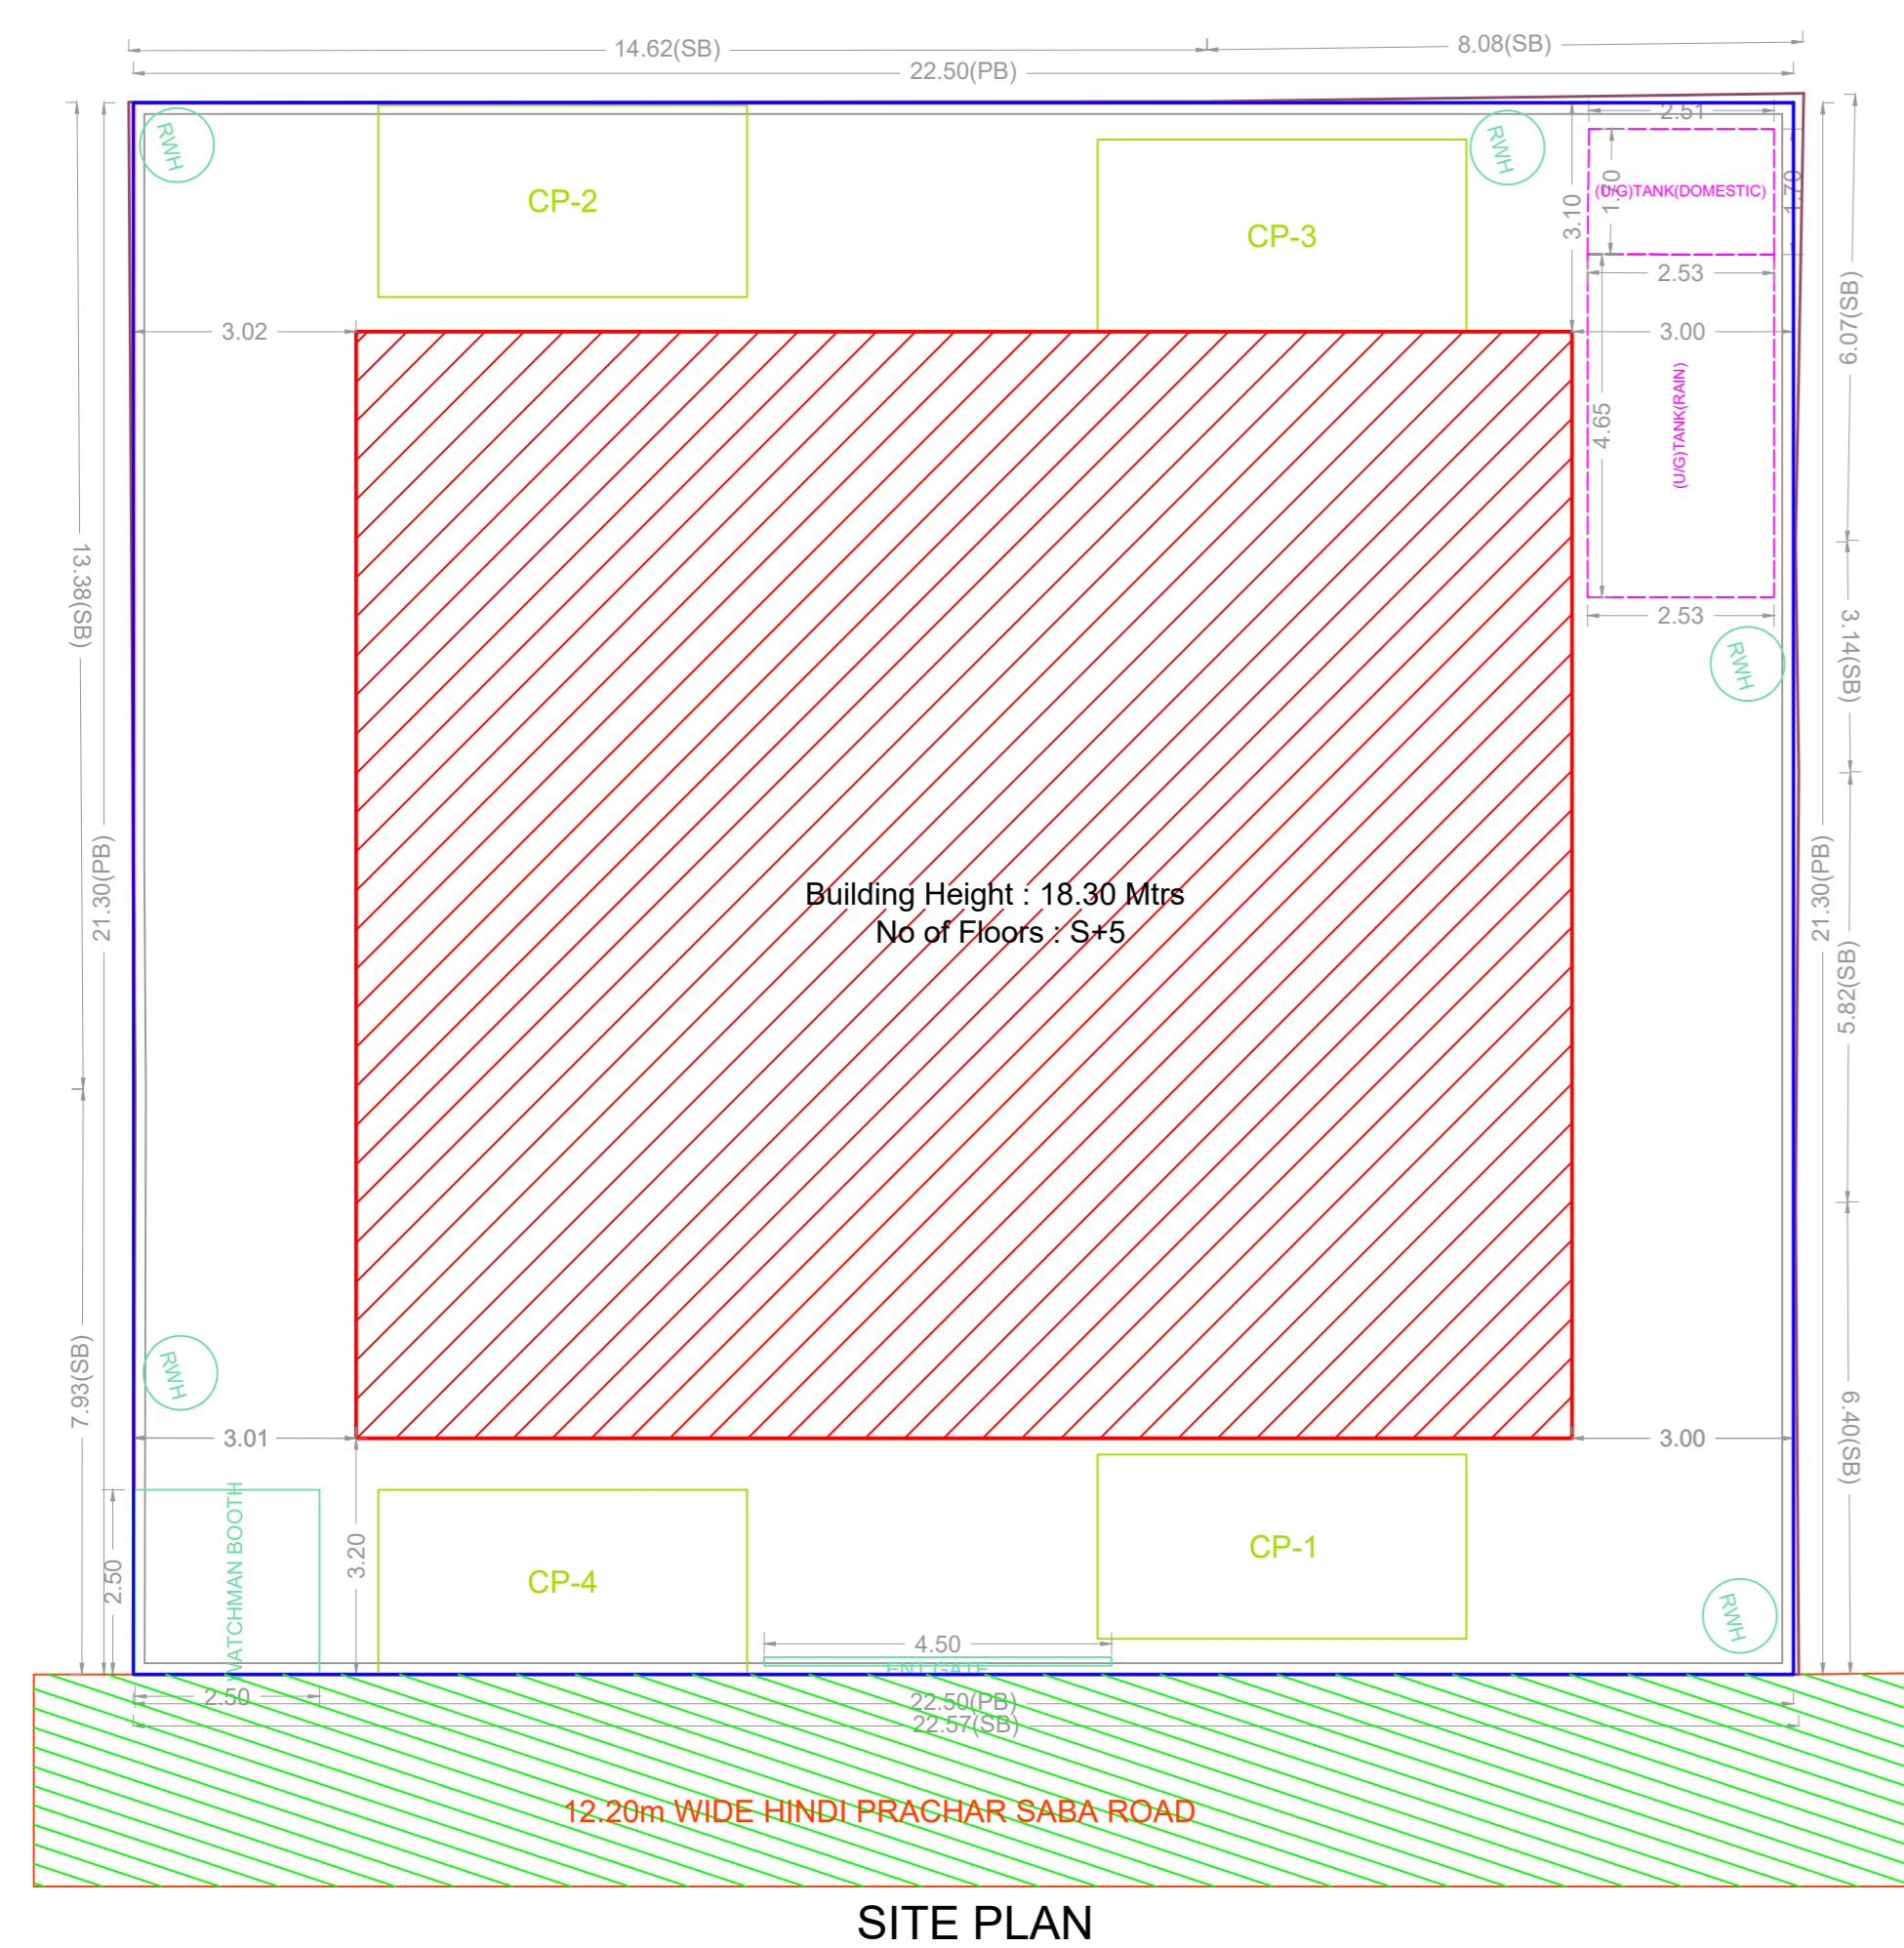 14.62(SB)
8.08(SB)
22.50(PB)
RWH
RWH
2.51
CP-2
CP-3
(U/G)TANK(DOMESTIC)
1.70
1.70
3.10
2.53
6.07(SB)
3.02
3.00
4.65
(U/G)TANK(RAIN)
13.38(SB)
2.53
RWH
3.14(SB)
21.30(PB)
21.30(PB)
Building Height : 18.30 Mtrs
No of Floors : S+5
5.82(SB)
7.93(SB)
RWH
6.40(SB)
3.01
3.00
WATCHMAN BOOTH
2.50
3.20
CP-4
CP-1
RWH
4.50
ENT.GATE
2.50
22.50(PB)
22.57(SB)
12.20m WIDE HINDI PRACHAR SABA ROAD
SITE PLAN